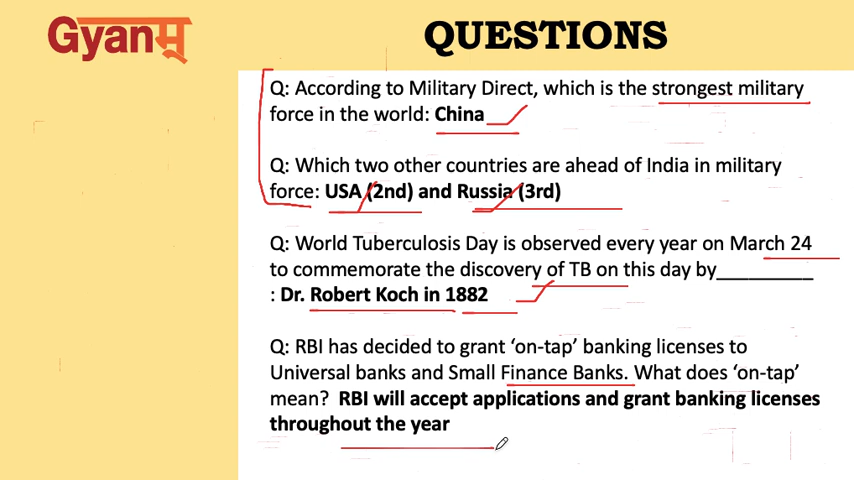 Gyanम्
QUESTIONS
Q: According to Military Direct, which is the strongest military
force in the world: China
Q: Which two other countries are ahead of India in military
force: USA (2nd) and Russia (3rd)
Q: World Tuberculosis Day is observed every year on March 24
to commemorate the discovery of TB on this day by_________
: Dr. Robert Koch in 1882
Q: RBI has decided to grant ‘on-tap’ banking licenses to
Universal banks and Small Finance Banks. What does ‘on-tap’
mean? RBI will accept applications and grant banking licenses
throughout the year